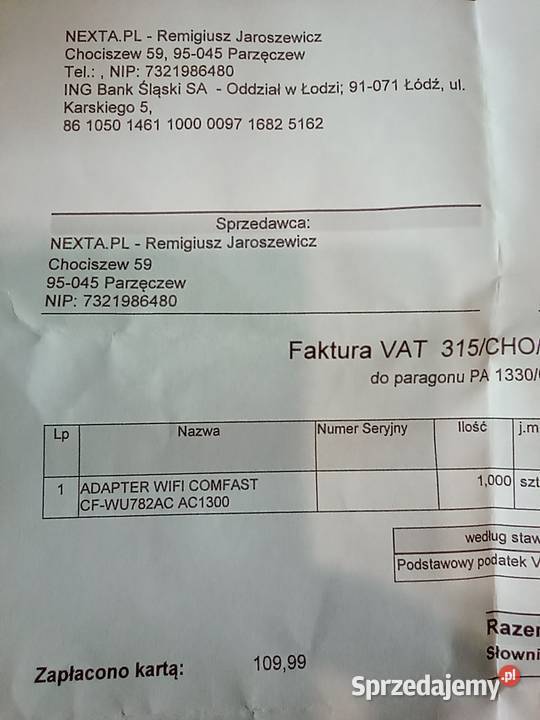 NEXTA.PL - Remigiusz Jaroszewicz
Chociszew 59, 95-045 Parzęczew
Tel.: , NIP: 7321986480
ING Bank Śląski SA - Oddział w Łodzi; 91-071 Łódź, ul.
Karskiego 5,
86 1050 1461 1000 0097 1682 5162
Sprzedawca:
NEXTA.PL - Remigiusz Jaroszewicz
Chociszew 59
95-045 Parzęczew
NIP: 7321986480
Faktura VAT 315/CHO/
do paragonu PA 1330/
Lp Nazwa Numer Seryjny Ilość j.m
1 ADAPTER WIFI COMFAST 1,000 szt
CF-WU782AC AC1300
według staw
Podstawowy podatek V
Razem
Słowni
Zapłacono kartą: 109,99
Sprzedajemy.pl